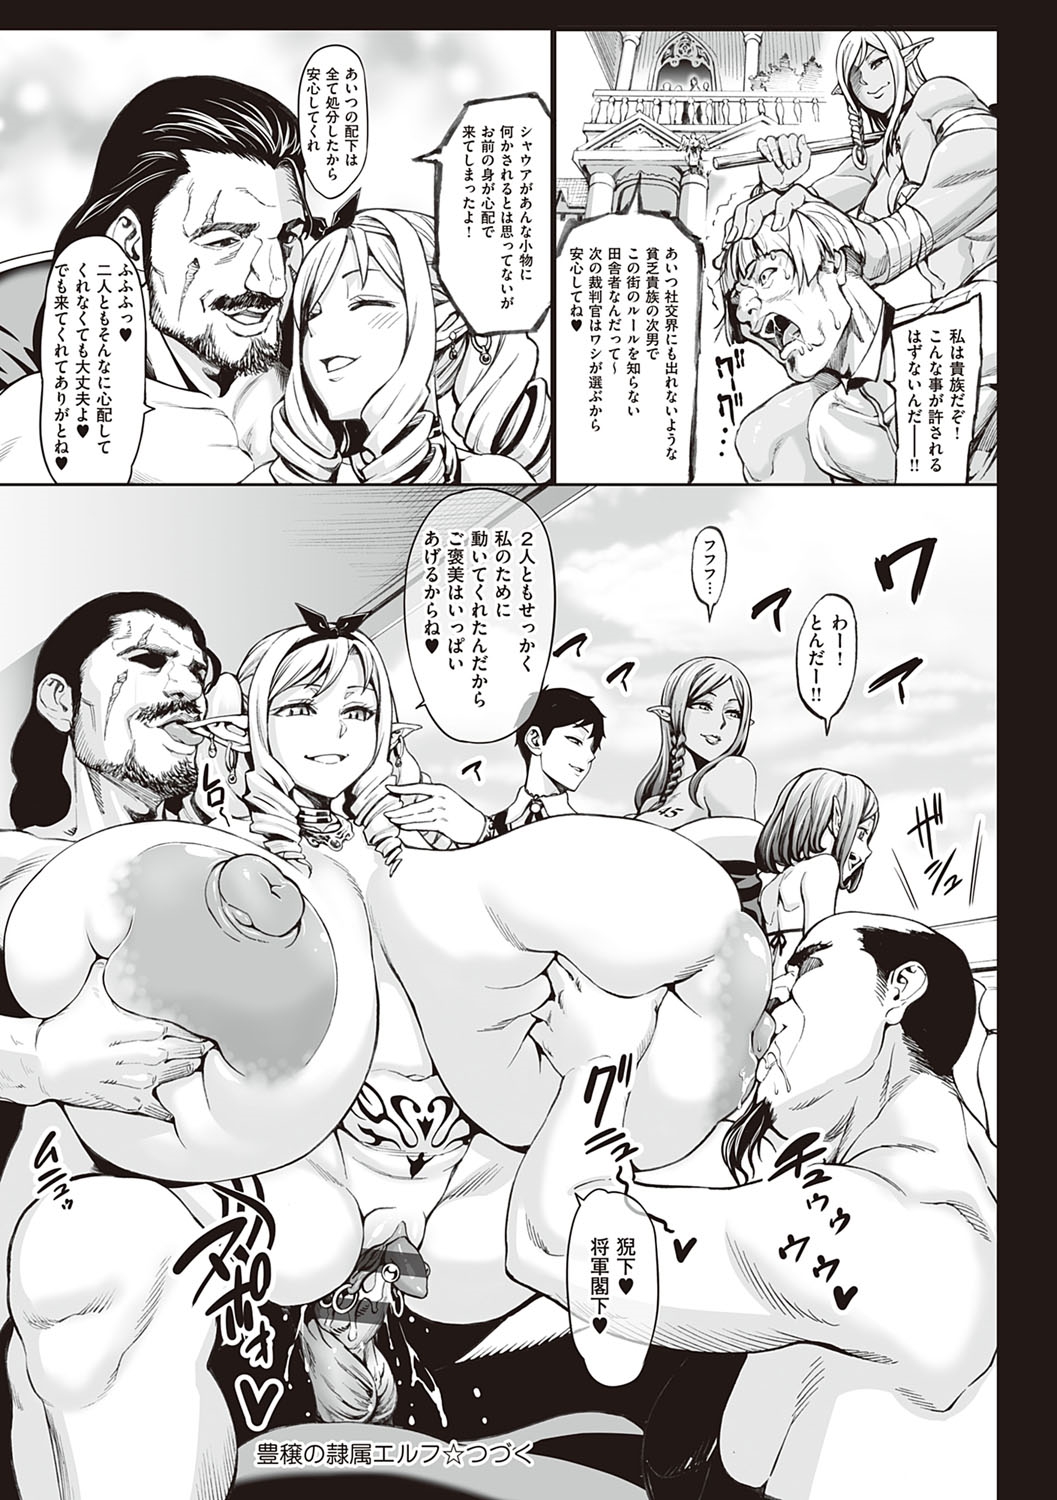 私は貴族だぞ！
こんな事が許される
はずないんだ――!!
グググ…
あいつ社交界にも出れないような
貧乏貴族の次男で
この街のルールを知らない
田舎者なんだって～
次の裁判官はワシが選ぶから
安心してね♥
シャウアがあんな小物に
何かされるとは思ってないが
お前の身が心配で
来てしまったよ！
あいつの配下は
全て処分したから
安心してくれ
ふふふっ♥
二人ともそんなに心配して
くれなくても大丈夫よ♥
でも来てくれてありがとね♥
ワ
ァ
ァ
ァ
ァ
わー！
とんだー!!
フフフ…
2人ともせっかく
私のために
動いてくれたんだから
ご褒美はいっぱい
あげるからね♥
45
ザシュ
グニュ
チュゥゥ
ゥゥ♥
ムニュッ
猊下♥
将軍閣下♥
豊穣の隷属エルフ☆つづく